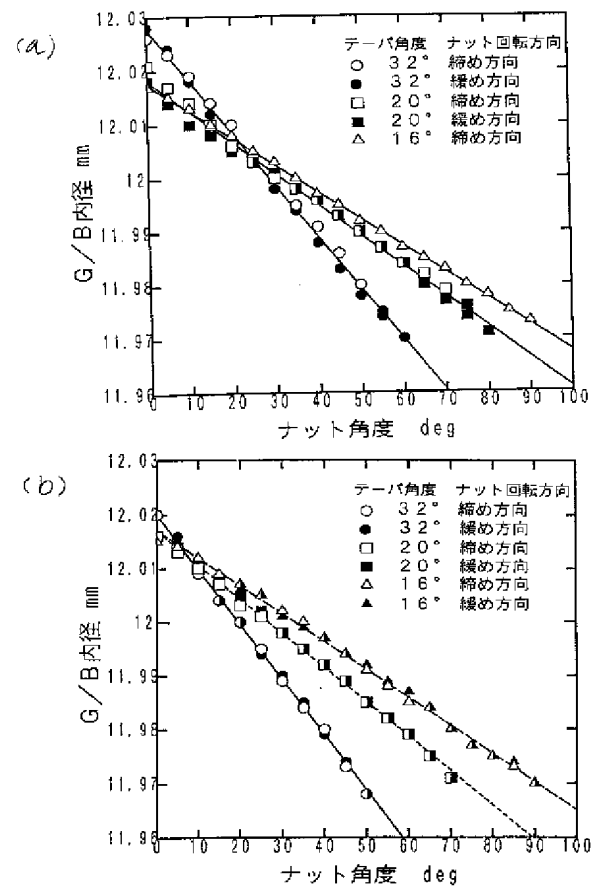 (a)
12.03
12.02
12.01
12
11.99
11.98
11.97
11.96
G/B内径 mm
テーパ角度 ナット回転方向
○ 32° 締め方向
● 32° 緩め方向
□ 20° 締め方向
■ 20° 緩め方向
△ 16° 締め方向
0 10 20 30 40 50 60 70 80 90 100
ナット角度 deg
(b)
12.03
12.02
12.01
12
11.99
11.98
11.97
11.96
G/B内径 mm
テーパ角度 ナット回転方向
○ 32° 締め方向
● 32° 緩め方向
□ 20° 締め方向
■ 20° 緩め方向
△ 16° 締め方向
▲ 16° 緩め方向
0 10 20 30 40 50 60 70 80 90 100
ナット角度 deg